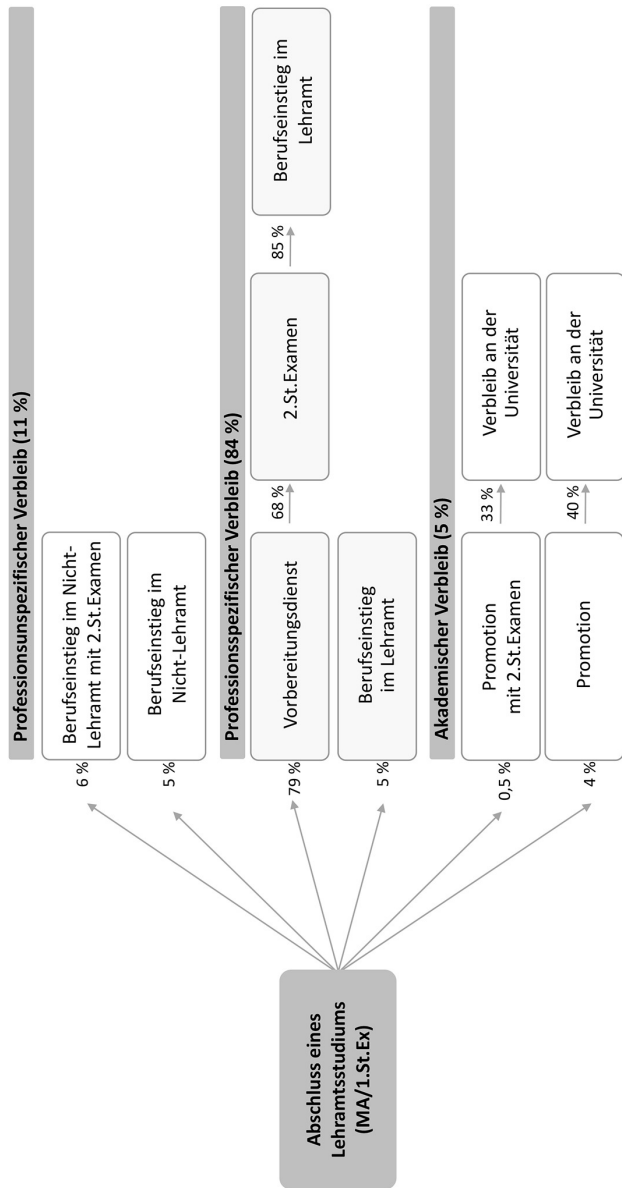 Abschluss eines
Lehramtsstudiums
(MA/1.St.Ex)
Professionsunspezifischer Verbleib (11 %)
6 %
Berufseinstieg im Nicht-
Lehramt mit 2.St.Examen
5 %
Berufseinstieg im
Nicht-Lehramt
Professionsspezifischer Verbleib (84 %)
79 %
Vorbereitungsdienst
68 %
2.St.Examen
85 %
Berufseinstieg im
Lehramt
5 %
Berufseinstieg
im Lehramt
Akademischer Verbleib (5 %)
0,5 %
Promotion
mit 2.St.Examen
33 %
Verbleib an der
Universität
4 %
Promotion
40 %
Verbleib an der
Universität